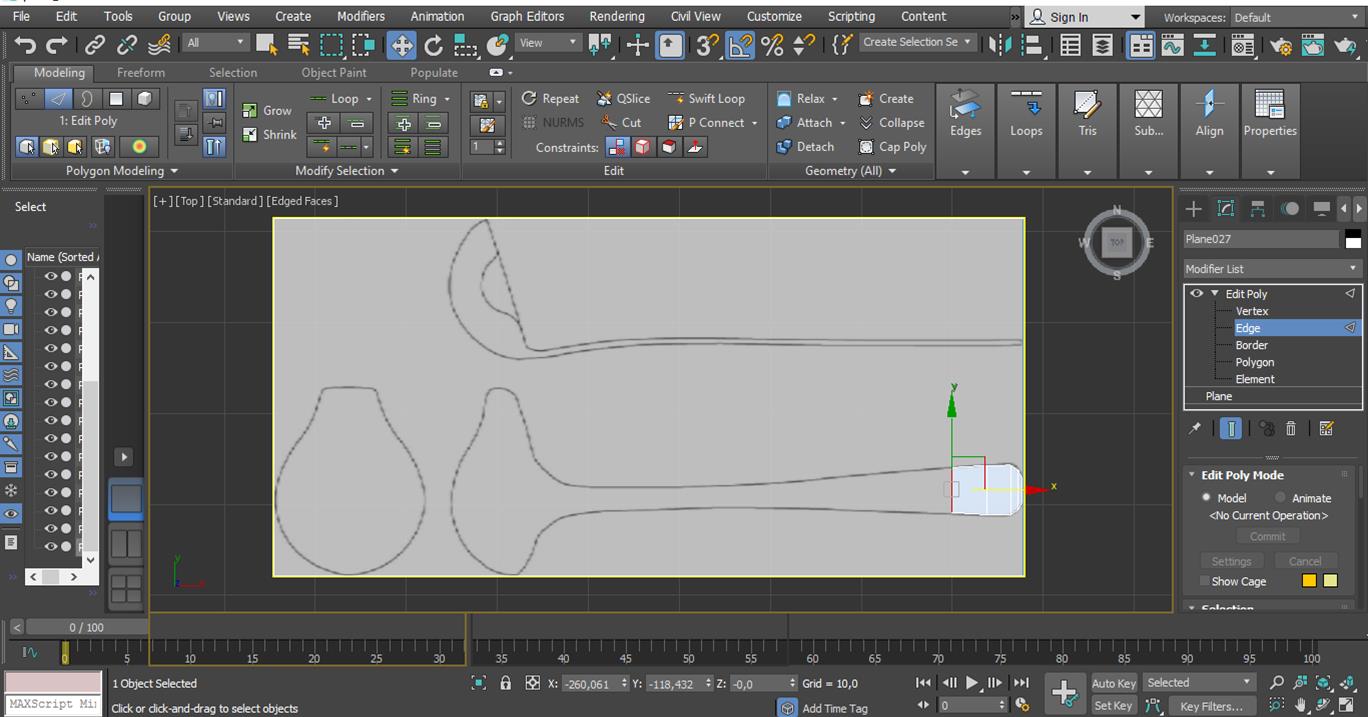 File Edit Tools Group Views Create Modifiers Animation Graph Editors Rendering Civil View Customize Scripting Content » Sign In Workspaces: Default
All View Create Selection Se
Modeling Freeform Selection Object Paint Populate
Grow Loop Ring Repeat QSlice Swift Loop Relax Create
1: Edit Poly NURMS Cut P Connect Attach Collapse Edges Loops Tris Sub... Align Properties
Shrink 1 Constraints: Detach Cap Poly
Polygon Modeling Modify Selection Edit Geometry (All)
Select
[+] [Top ] [Standard ] [Edged Faces ]
N
W TOP E
S
Plane027
Name (Sorted A
Modifier List
Edit Poly
Vertex
Edge
Border
Polygon
Element
Plane
y
x
Edit Poly Mode
Model Animate
<No Current Operation>
Commit
Settings Cancel
Show Cage
y
z x
Selection
< 0 / 100
0 5 10 15 20 25 30 35 40 45 50 55 60 65 70 75 80 85 90 95 100
1 Object Selected X: -260,061 Y: -118,432 Z: -0,0 Grid = 10,0 Auto Key Selected
MAXScript Mi Click or click-and-drag to select objects Add Time Tag 0 Set Key Key Filters...